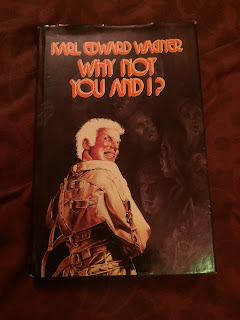 KARL EDWARD WAGNER
WHY NOT
YOU AND I?